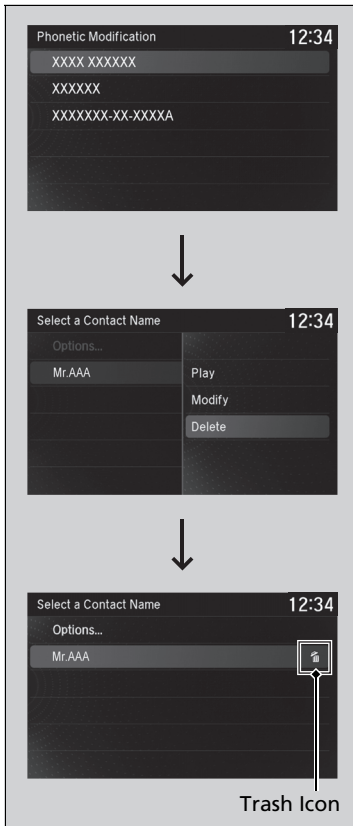 Phonetic Modification 12:34
XXXX XXXXXX
XXXXXX
XXXXXXX-XX-XXXXA
Select a Contact Name 12:34
Options...
Mr.AAA Play
Modify
Delete
Select a Contact Name 12:34
Options...
Mr.AAA
Trash Icon